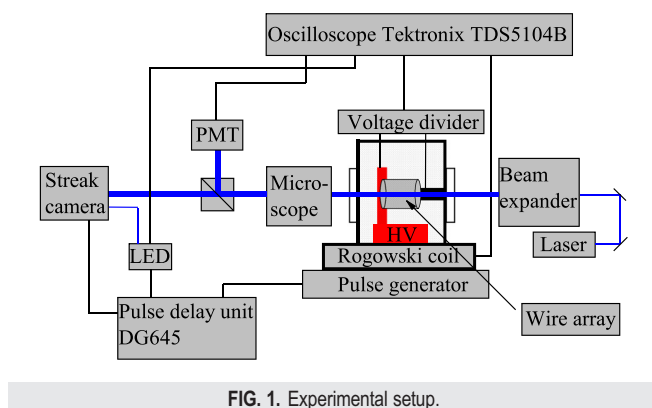 Oscilloscope Tektronix TDS5104B
PMT
Voltage divider
Streak
camera
Micro-
scope
Beam
expander
HV
LED
Laser
Rogowski coil
Pulse generator
Pulse delay unit
DG645
Wire array
FIG. 1. Experimental setup.